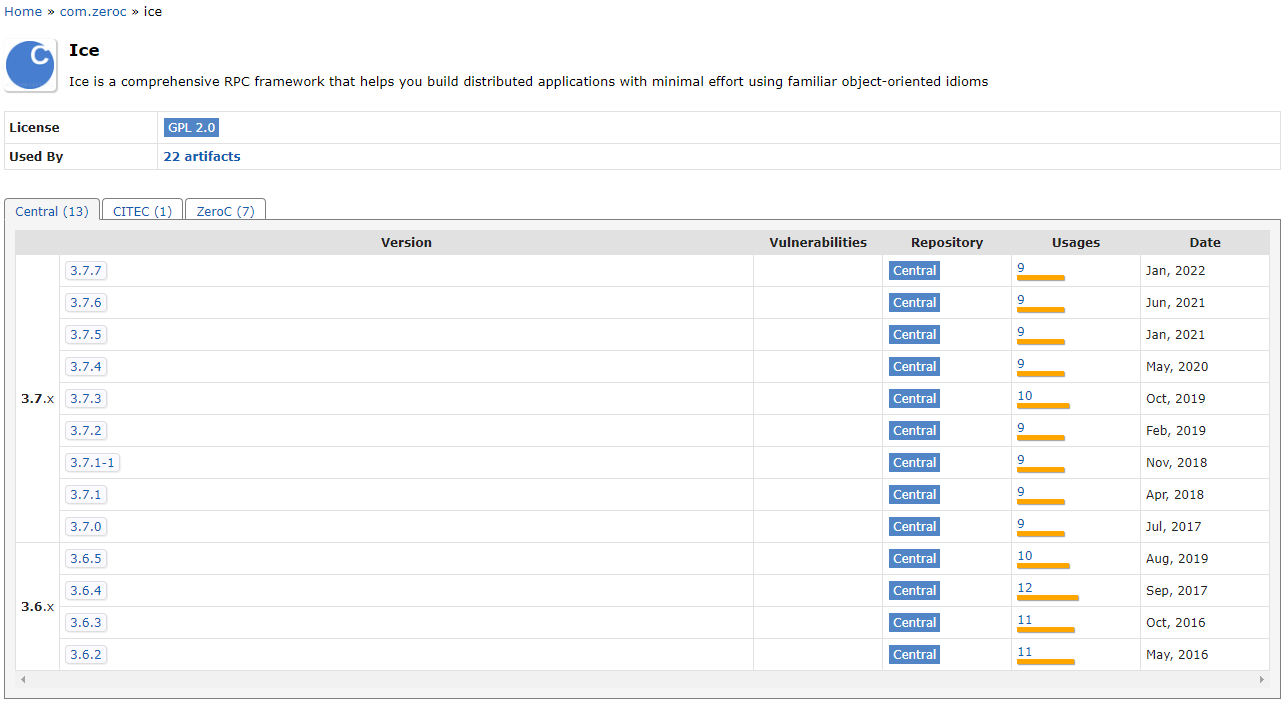 Home » com.zeroc » ice
C
Ice
Ice is a comprehensive RPC framework that helps you build distributed applications with minimal effort using familiar object-oriented idioms
License GPL 2.0
Used By 22 artifacts
Central (13) CITEC (1) ZeroC (7)
Version Vulnerabilities Repository Usages Date
3.7.7 Central 9 Jan, 2022
3.7.6 Central 9 Jun, 2021
3.7.5 Central 9 Jan, 2021
3.7.4 Central 9 May, 2020
3.7.x 3.7.3 Central 10 Oct, 2019
3.7.2 Central 9 Feb, 2019
3.7.1-1 Central 9 Nov, 2018
3.7.1 Central 9 Apr, 2018
3.7.0 Central 9 Jul, 2017
3.6.5 Central 10 Aug, 2019
3.6.4 Central 12 Sep, 2017
3.6.x
3.6.3 Central 11 Oct, 2016
3.6.2 Central 11 May, 2016